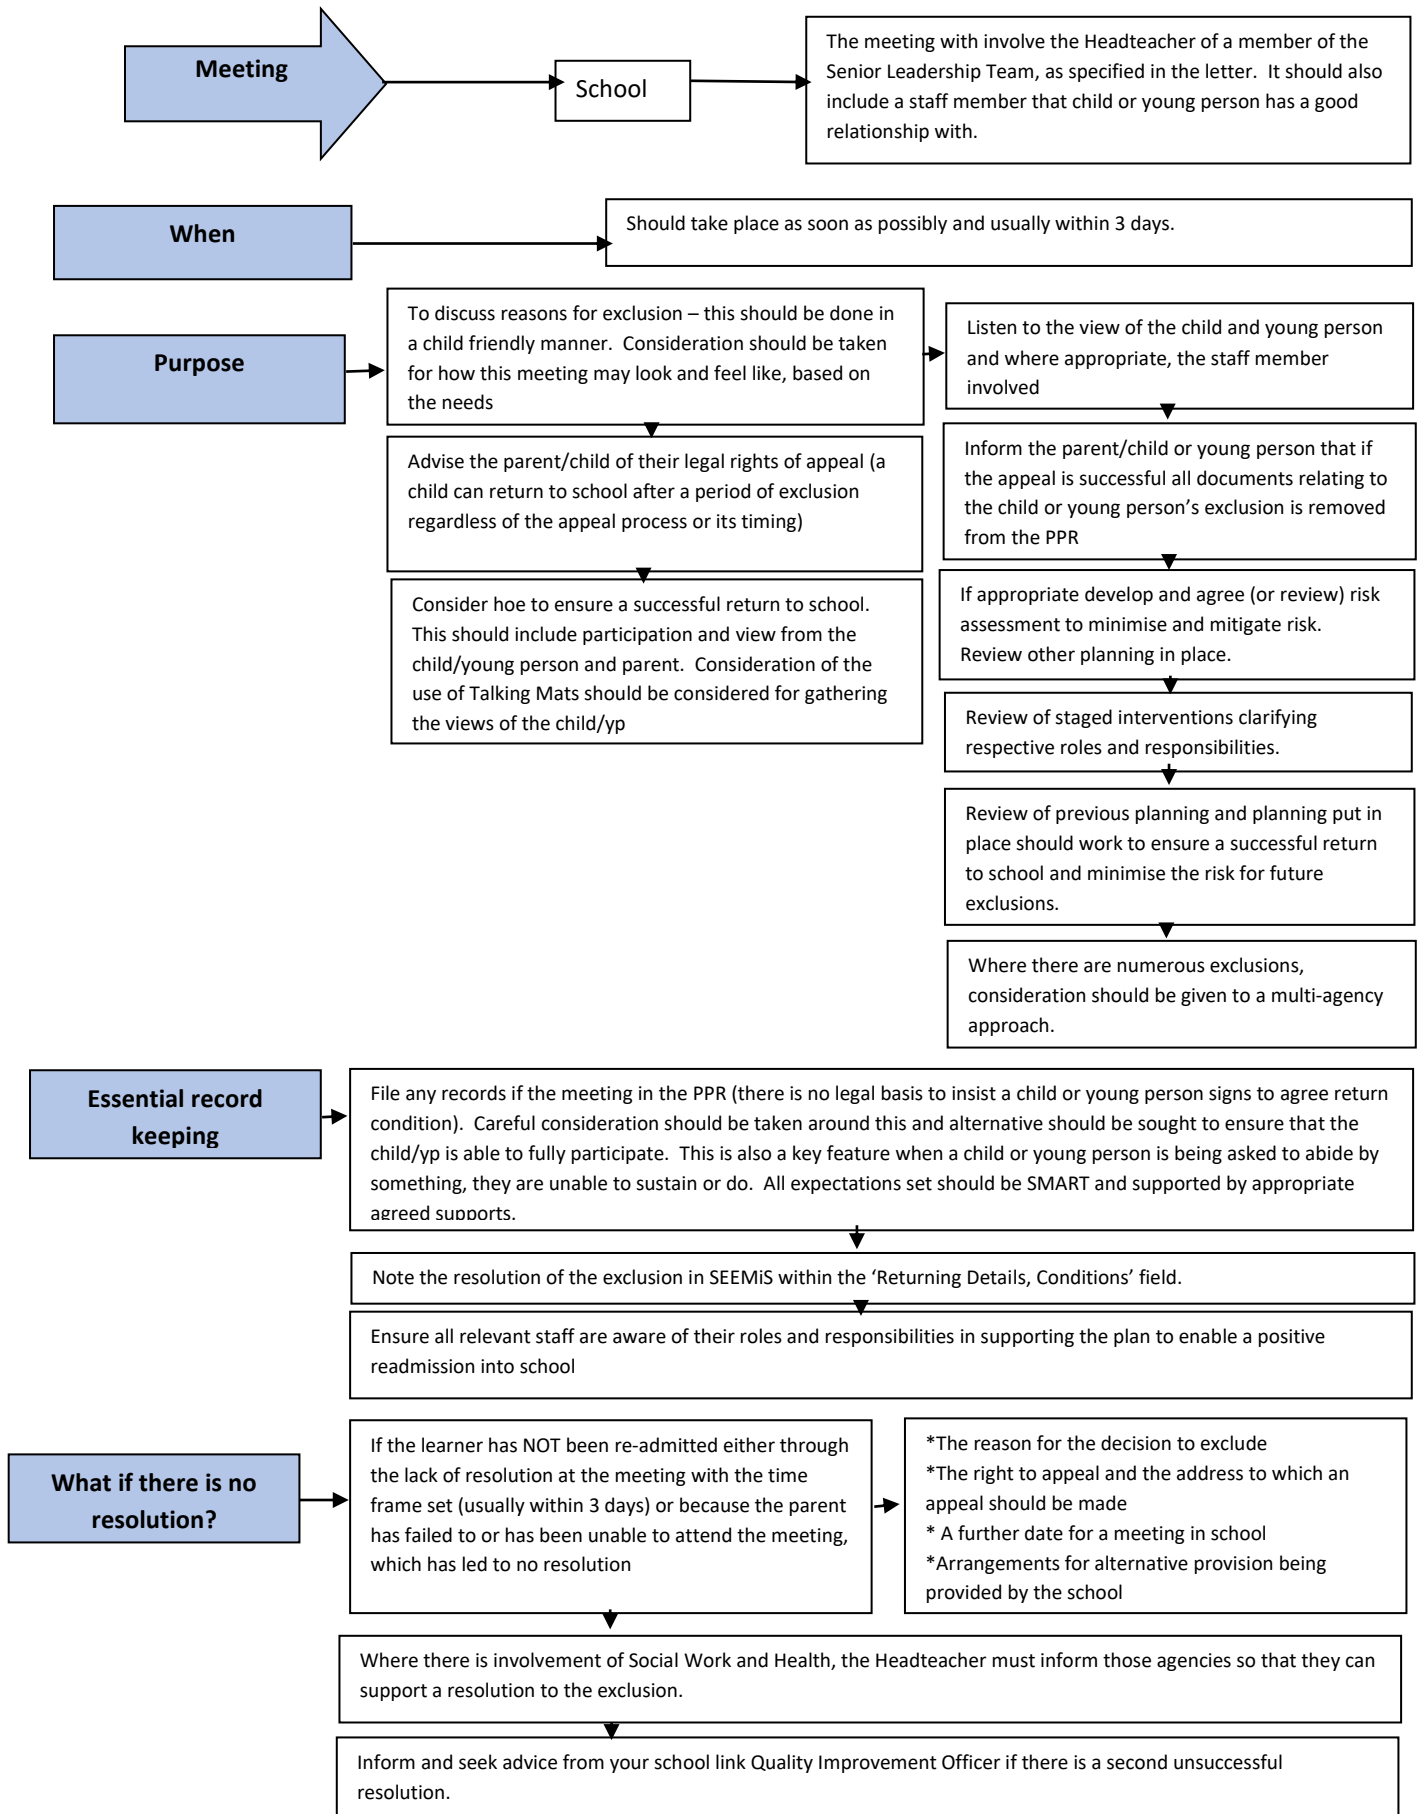 Meeting
School
The meeting with involve the Headteacher of a member of the
Senior Leadership Team, as specified in the letter.  It should also
include a staff member that child or young person has a good
relationship with.
When
Should take place as soon as possibly and usually within 3 days.
Purpose
To discuss reasons for exclusion – this should be done in
a child friendly manner.  Consideration should be taken
for how this meeting may look and feel like, based on
the needs
Advise the parent/child of their legal rights of appeal (a
child can return to school after a period of exclusion
regardless of the appeal process or its timing)
Consider hoe to ensure a successful return to school.
This should include participation and view from the
child/young person and parent.  Consideration of the
use of Talking Mats should be considered for gathering
the views of the child/yp
Listen to the view of the child and young person
and where appropriate, the staff member
involved
Inform the parent/child or young person that if
the appeal is successful all documents relating to
the child or young person’s exclusion is removed
from the PPR
If appropriate develop and agree (or review) risk
assessment to minimise and mitigate risk.
Review other planning in place.
Review of staged interventions clarifying
respective roles and responsibilities.
Review of previous planning and planning put in
place should work to ensure a successful return
to school and minimise the risk for future
exclusions.
Where there are numerous exclusions,
consideration should be given to a multi-agency
approach.
Essential record
keeping
File any records if the meeting in the PPR (there is no legal basis to insist a child or young person signs to agree return
condition).  Careful consideration should be taken around this and alternative should be sought to ensure that the
child/yp is able to fully participate.  This is also a key feature when a child or young person is being asked to abide by
something, they are unable to sustain or do.  All expectations set should be SMART and supported by appropriate
agreed supports.
Note the resolution of the exclusion in SEEMiS within the ‘Returning Details, Conditions’ field.
Ensure all relevant staff are aware of their roles and responsibilities in supporting the plan to enable a positive
readmission into school
What if there is no
resolution?
If the learner has NOT been re-admitted either through
the lack of resolution at the meeting with the time
frame set (usually within 3 days) or because the parent
has failed to or has been unable to attend the meeting,
which has led to no resolution
*The reason for the decision to exclude
*The right to appeal and the address to which an
appeal should be made
* A further date for a meeting in school
*Arrangements for alternative provision being
provided by the school
Where there is involvement of Social Work and Health, the Headteacher must inform those agencies so that they can
support a resolution to the exclusion.
Inform and seek advice from your school link Quality Improvement Officer if there is a second unsuccessful
resolution.